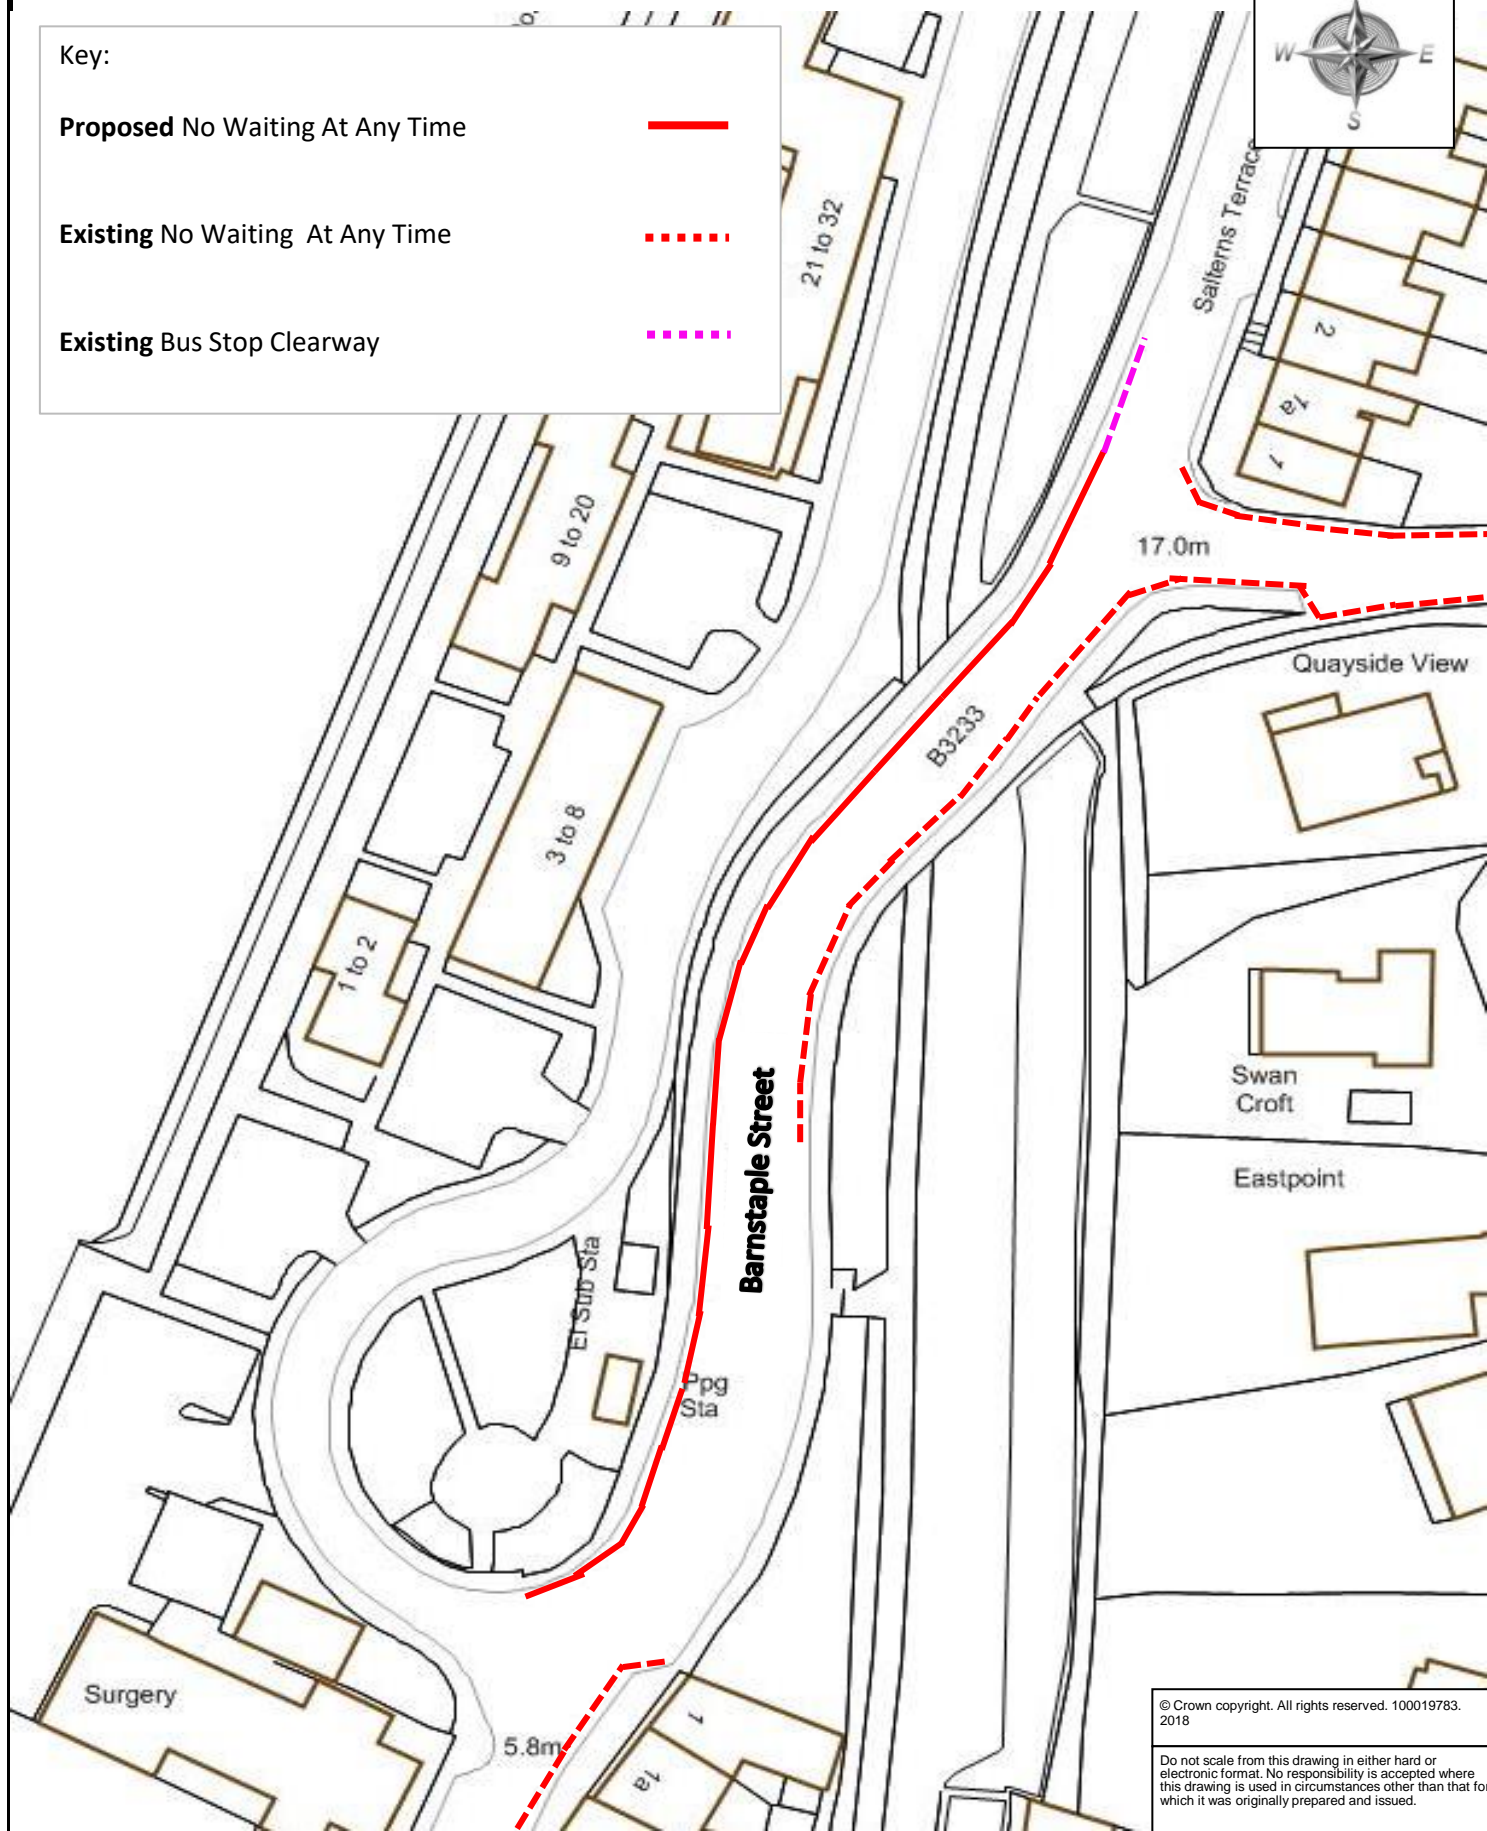 Key:
Proposed No Waiting At Any Time
Existing No Waiting At Any Time
Existing Bus Stop Clearway
W
E
S
Salterns Terrace
21 to 32
2
1a
1
9 to 20
17.0m
Quayside View
B3233
3 to 8
1 to 2
Swan
Croft
Barnstaple Street
Eastpoint
El Sub Sta
Ppg
Sta
Surgery
5.8m
1
1a
© Crown copyright. All rights reserved. 100019783.
2018
Do not scale from this drawing in either hard or
electronic format. No responsibility is accepted where
this drawing is used in circumstances other than that for
which it was originally prepared and issued.